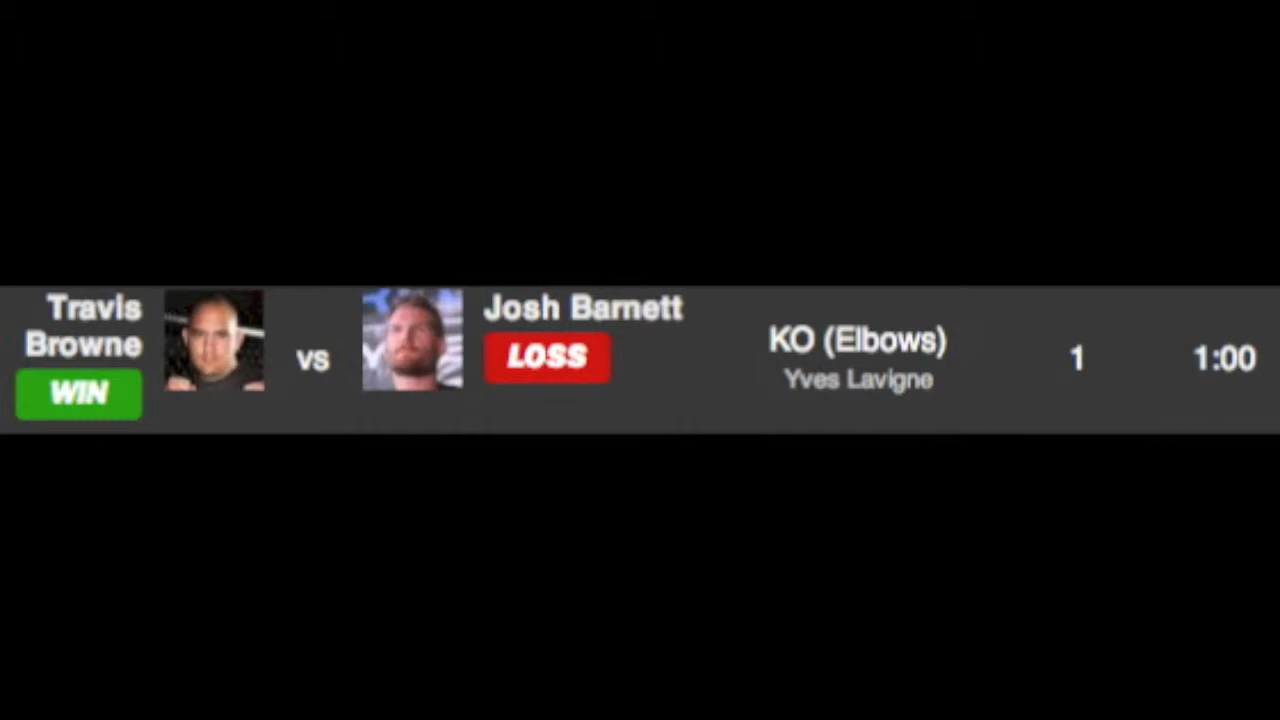 Travis
Browne
WIN
vs
Josh Barnett
LOSS
KO (Elbows)
Yves Lavigne
1
1:00